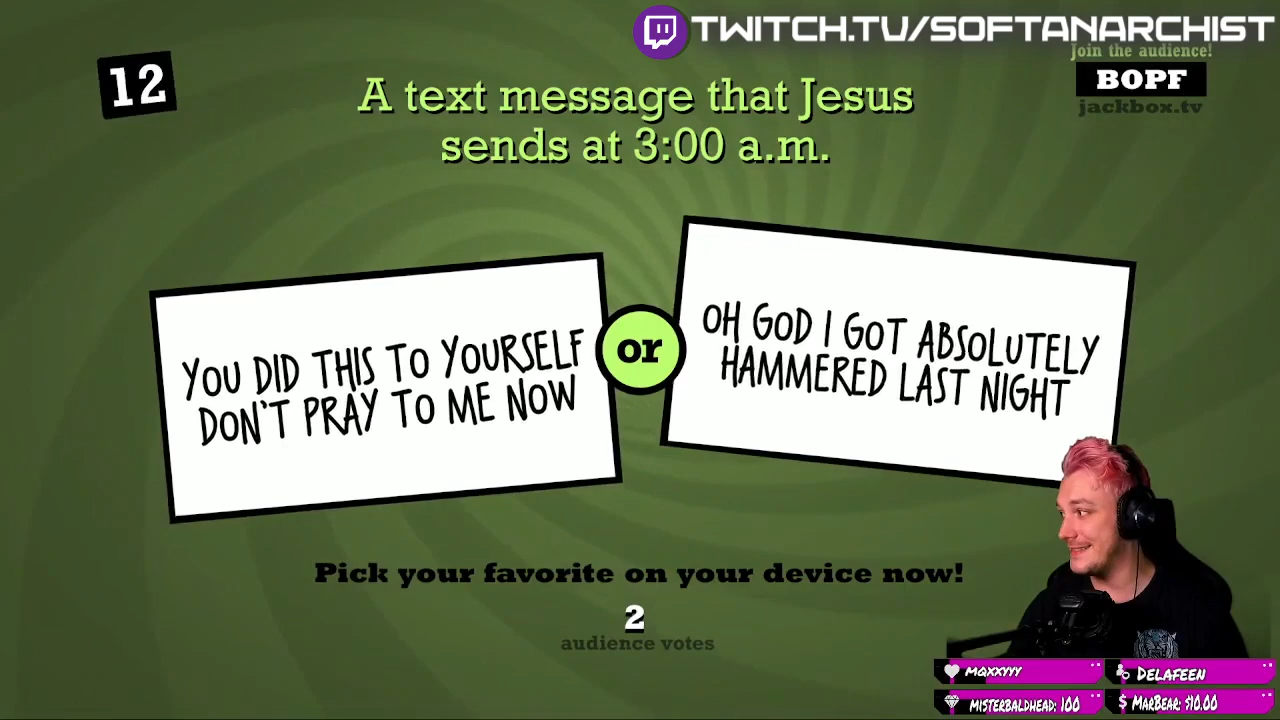 TWITCH.TV/SOFTANARCHIST
Join the audience!
BOPF
jackbox.tv
12
A text message that Jesus
sends at 3:00 a.m.
YOU DID THIS TO YOURSELF
DON'T PRAY TO ME NOW
or
OH GOD I GOT ABSOLUTELY
HAMMERED LAST NIGHT
Pick your favorite on your device now!
2
audience votes
MQXXYYY
DELAFEEN
MISTERBALDHEAD: 100
$ MARBEAR: $10.00